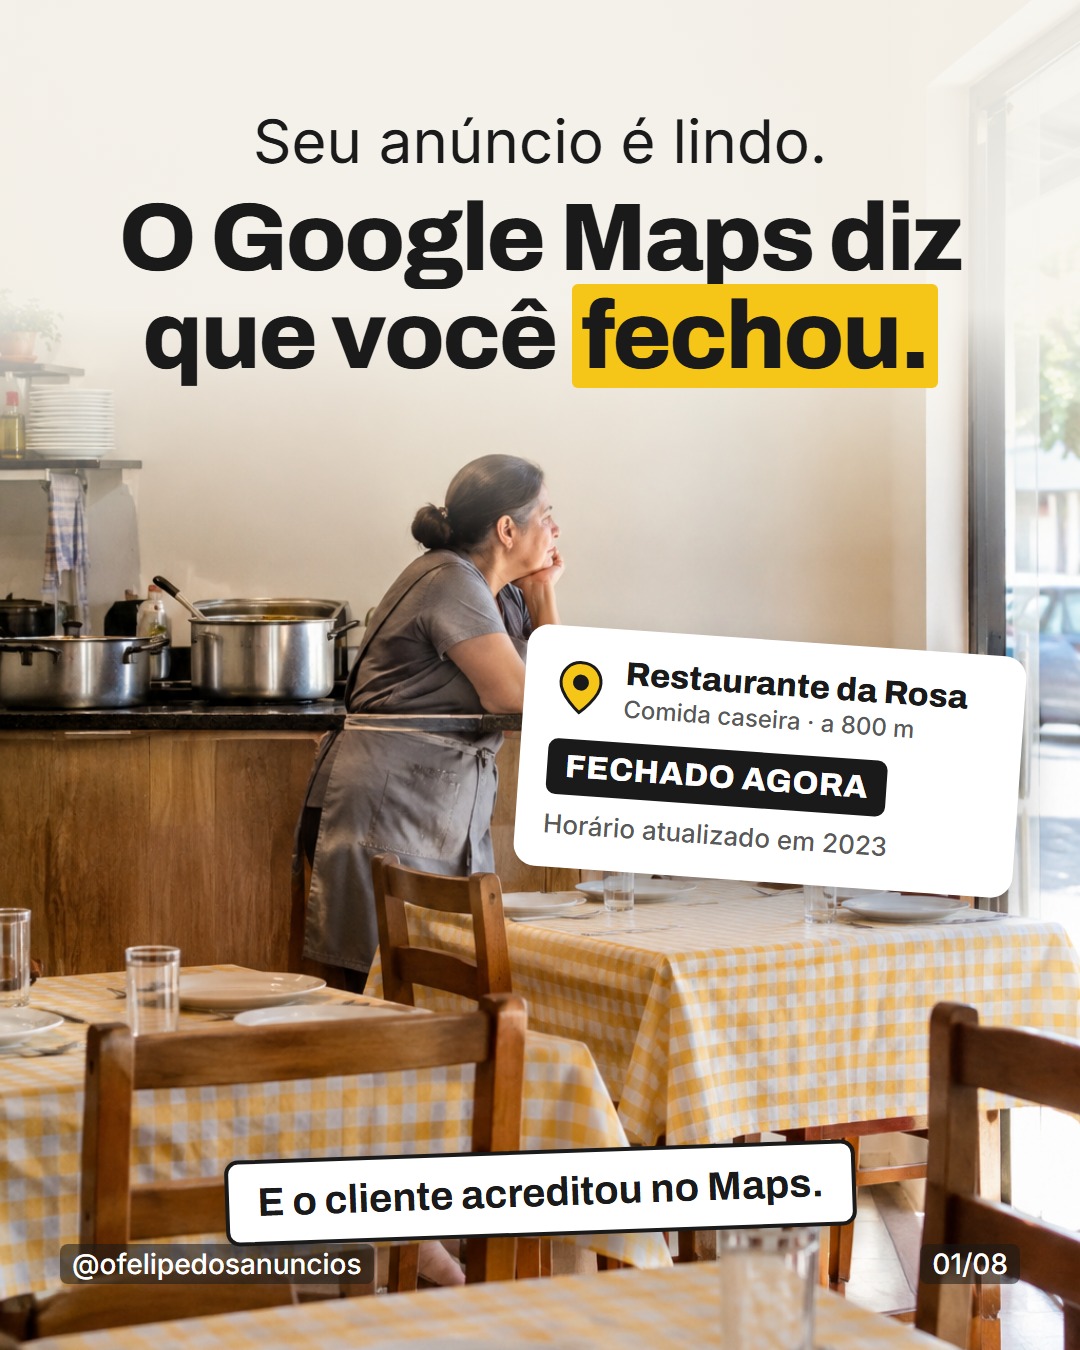 Seu anúncio é lindo.
O Google Maps diz
que você fechou.
Restaurante da Rosa
Comida caseira · a 800 m
FECHADO AGORA
Horário atualizado em 2023
E o cliente acreditou no Maps.
@ofelipedosanuncios
01/08